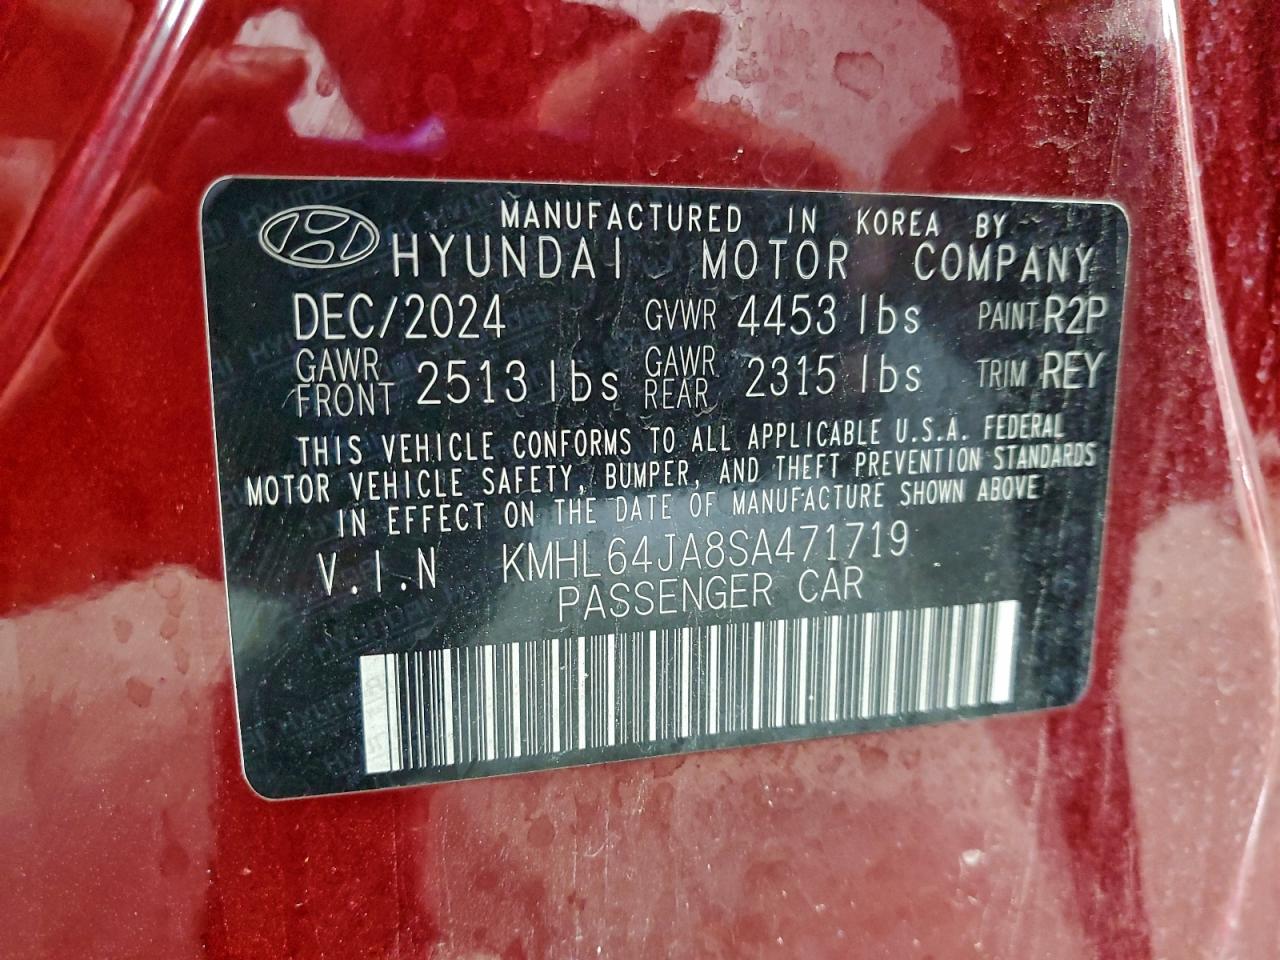 MANUFACTURED IN KOREA BY
HYUNDAI MOTOR COMPANY
DEC/2024 GVWR 4453 lbs PAINT R2P
GAWR FRONT 2513 lbs GAWR REAR 2315 lbs TRIM REY
THIS VEHICLE CONFORMS TO ALL APPLICABLE U.S.A. FEDERAL
MOTOR VEHICLE SAFETY, BUMPER, AND THEFT PREVENTION STANDARDS
IN EFFECT ON THE DATE OF MANUFACTURE SHOWN ABOVE
V.I.N KMHL64JA8SA471719
PASSENGER CAR